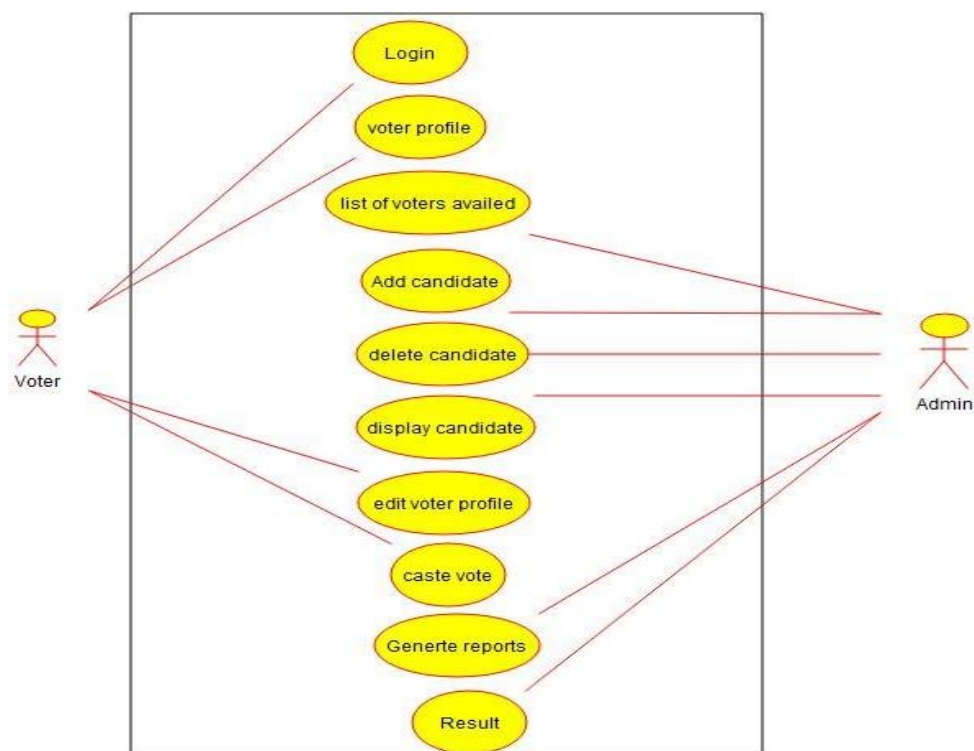 Login
voter profile
list of voters availed
Add candidate
delete candidate
Voter
Admin
display candidate
edit voter profile
caste vote
Generte reports
Result